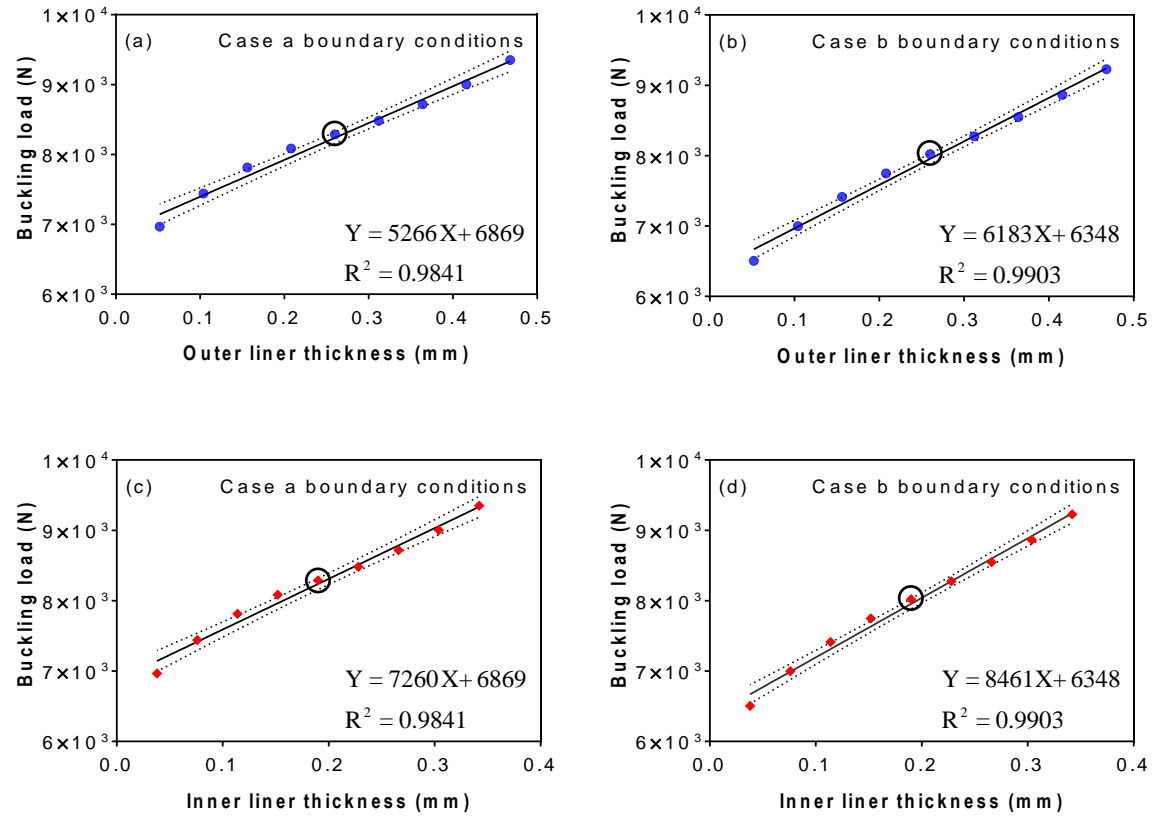 1×10⁴
(a) Case a boundary conditions
9×10³
8×10³
7×10³
6×10³
Buckling load (N)
Y = 5266X + 6869
R² = 0.9841
0.0 0.1 0.2 0.3 0.4 0.5
Outer liner thickness (mm)
1×10⁴
(b) Case b boundary conditions
9×10³
8×10³
7×10³
6×10³
Buckling load (N)
Y = 6183X + 6348
R² = 0.9903
0.0 0.1 0.2 0.3 0.4 0.5
Outer liner thickness (mm)
1×10⁴
(c) Case a boundary conditions
9×10³
8×10³
7×10³
6×10³
Buckling load (N)
Y = 7260X + 6869
R² = 0.9841
0.0 0.1 0.2 0.3 0.4
Inner liner thickness (mm)
1×10⁴
(d) Case b boundary conditions
9×10³
8×10³
7×10³
6×10³
Buckling load (N)
Y = 8461X + 6348
R² = 0.9903
0.0 0.1 0.2 0.3 0.4
Inner liner thickness (mm)